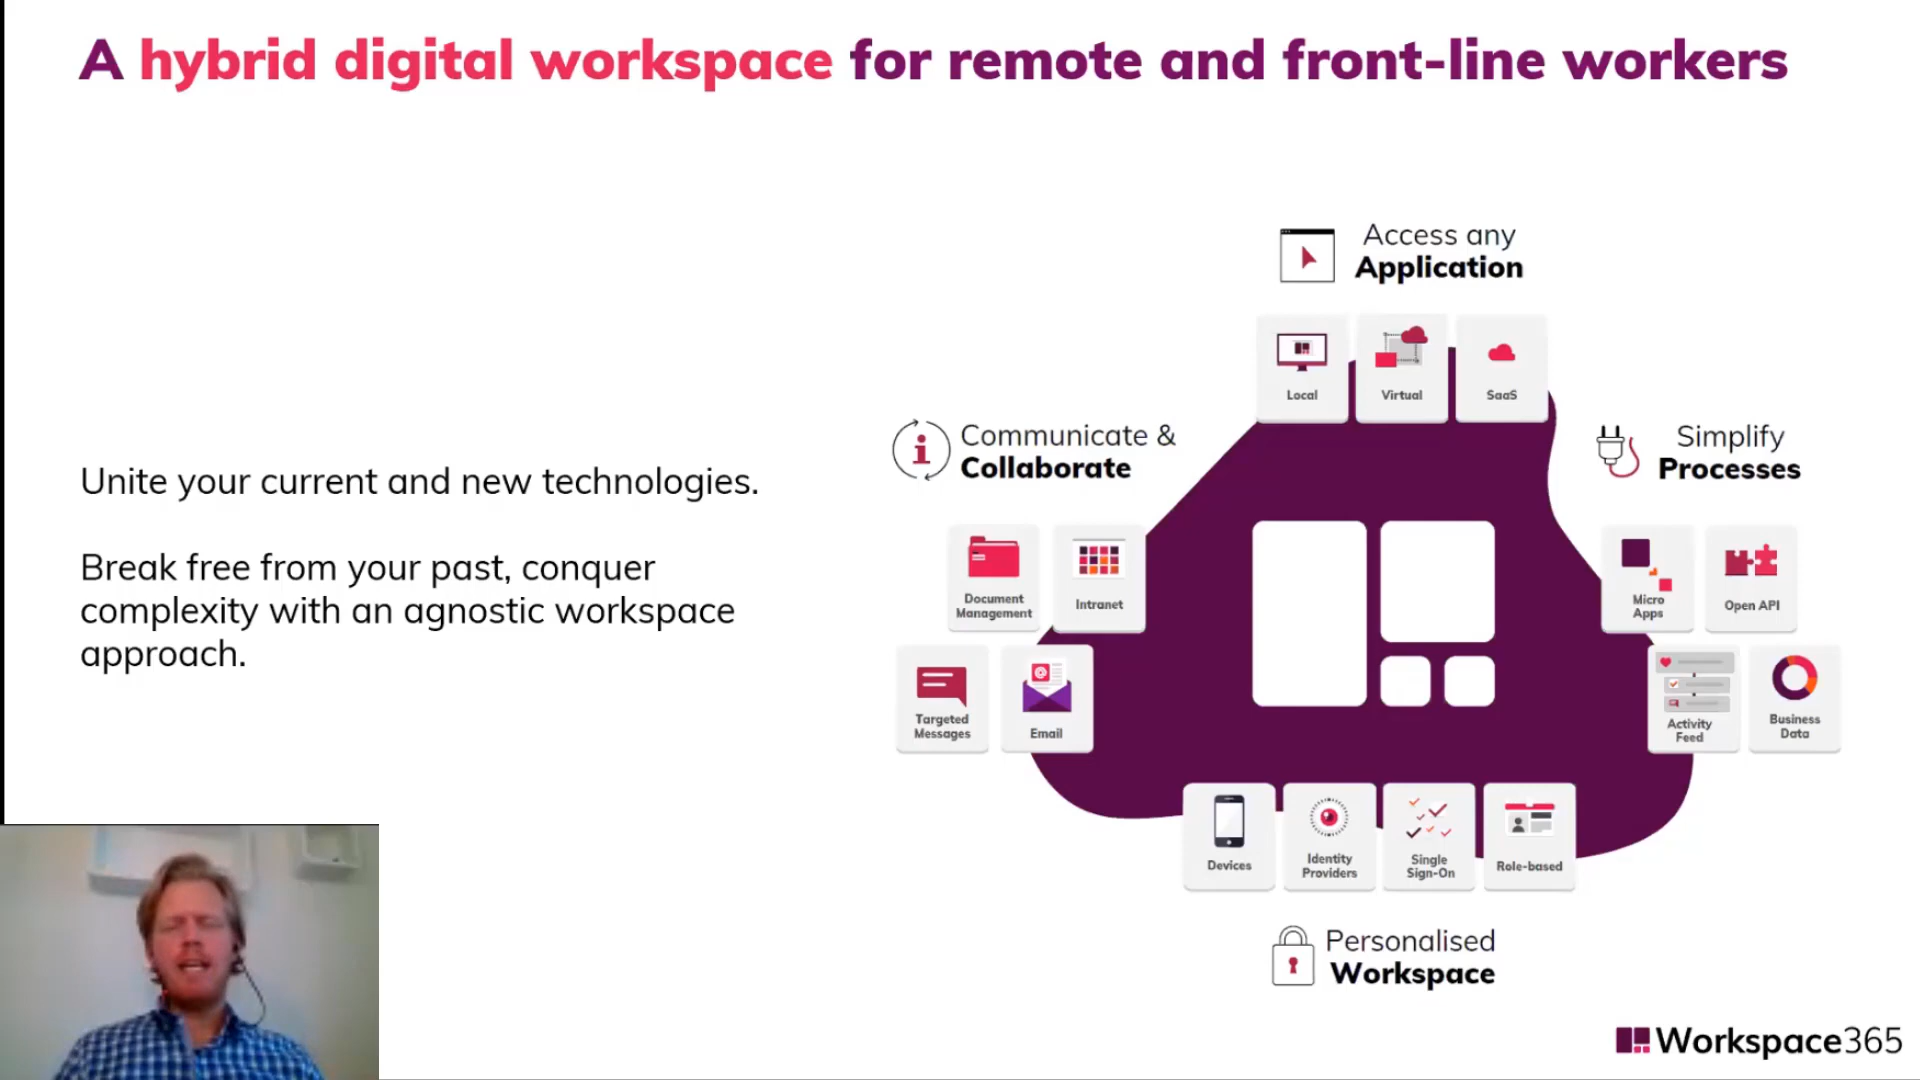 A hybrid digital workspace for remote and front-line workers
Access any
Application
Local
Virtual
SaaS
Communicate &
Collaborate
Simplify
Processes
Unite your current and new technologies.
Break free from your past, conquer
complexity with an agnostic workspace
approach.
Document
Management
Intranet
Micro
Apps
Open API
Targeted
Messages
Email
Activity
Feed
Business
Data
Devices
Identity
Providers
Single
Sign-On
Role-based
Personalised
Workspace
Workspace365